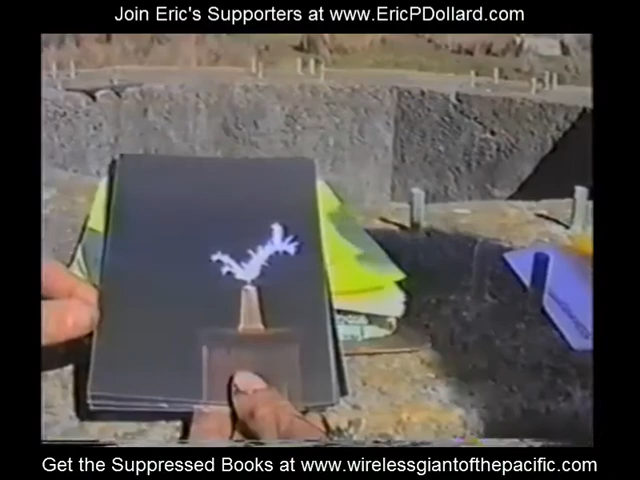 Join Eric's Supporters at www.EricPDollard.com
Get the Suppressed Books at www.wirelessgiantofthepacific.com